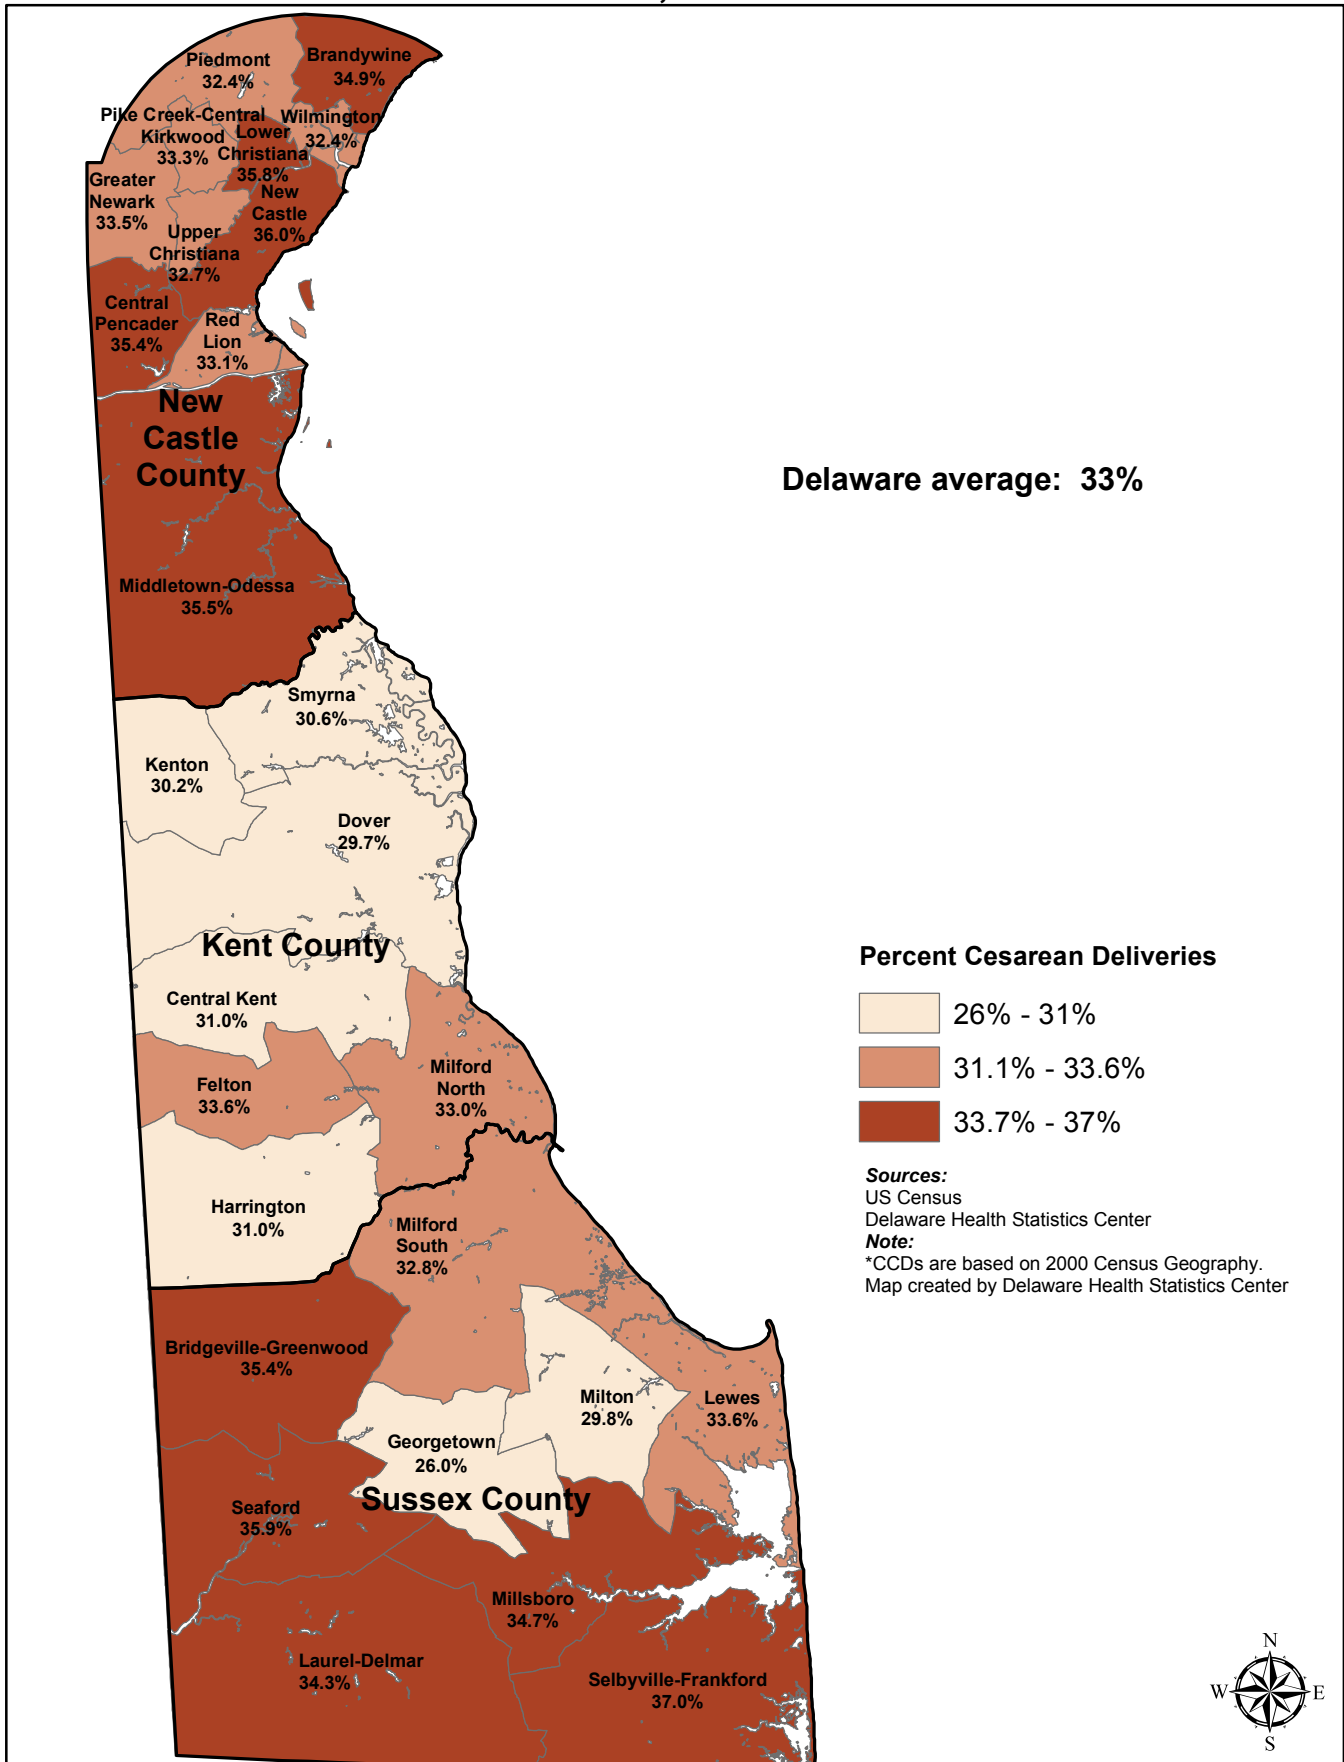 Piedmont
32.4%
Brandywine
34.9%
Pike Creek-Central
Kirkwood
33.3%
Lower
Christiana
35.8%
Wilmington
32.4%
Greater
Newark
33.5%
New
Castle
36.0%
Upper
Christiana
32.7%
Central
Pencader
35.4%
Red
Lion
33.1%
New
Castle
County
Delaware average: 33%
Middletown-Odessa
35.5%
Smyrna
30.6%
Kenton
30.2%
Dover
29.7%
Kent County
Central Kent
31.0%
Felton
33.6%
Milford
North
33.0%
Harrington
31.0%
Milford
South
32.8%
Bridgeville-Greenwood
35.4%
Milton
29.8%
Lewes
33.6%
Georgetown
26.0%
Sussex County
Seaford
35.9%
Millsboro
34.7%
Laurel-Delmar
34.3%
Selbyville-Frankford
37.0%
Percent Cesarean Deliveries
26% - 31%
31.1% - 33.6%
33.7% - 37%
Sources:
US Census
Delaware Health Statistics Center
Note:
*CCDs are based on 2000 Census Geography.
Map created by Delaware Health Statistics Center
N
W
E
S